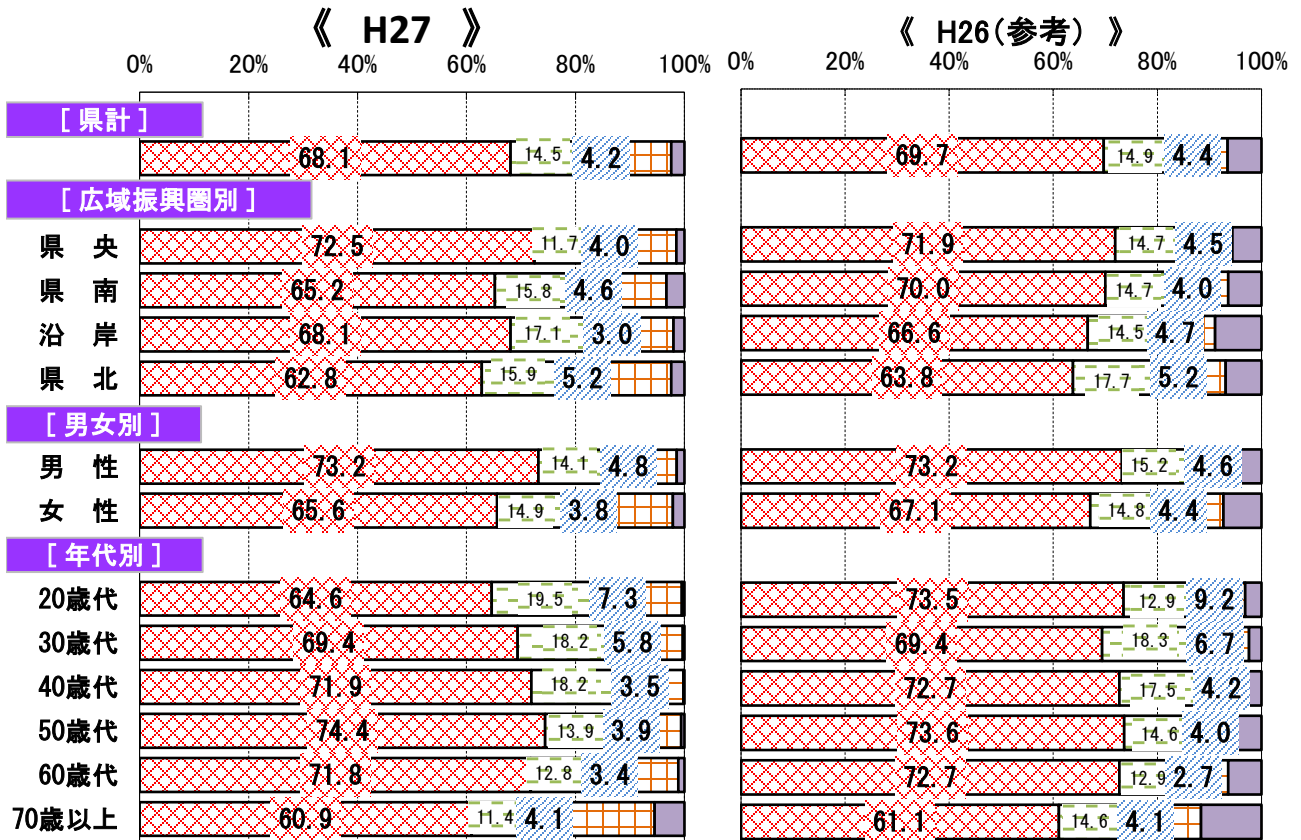 《 H27 》 《 H26(参考) 》
0% 20% 40% 60% 80% 100% 0% 20% 40% 60% 80% 100%
[ 県計 ]
68.1 14.5 4.2 69.7 14.9 4.4
[ 広域振興圏別 ]
県 央 72.5 11.7 4.0 71.9 14.7 4.5
県 南 65.2 15.8 4.6 70.0 14.7 4.0
沿 岸 68.1 17.1 3.0 66.6 14.5 4.7
県 北 62.8 15.9 5.2 63.8 17.7 5.2
[ 男女別 ]
男 性 73.2 14.1 4.8 73.2 15.2 4.6
女 性 65.6 14.9 3.8 67.1 14.8 4.4
[ 年代別 ]
20歳代 64.6 19.5 7.3 73.5 12.9 9.2
30歳代 69.4 18.2 5.8 69.4 18.3 6.7
40歳代 71.9 18.2 3.5 72.7 17.5 4.2
50歳代 74.4 13.9 3.9 73.6 14.6 4.0
60歳代 71.8 12.8 3.4 72.7 12.9 2.7
70歳以上 60.9 11.4 4.1 61.1 14.6 4.1